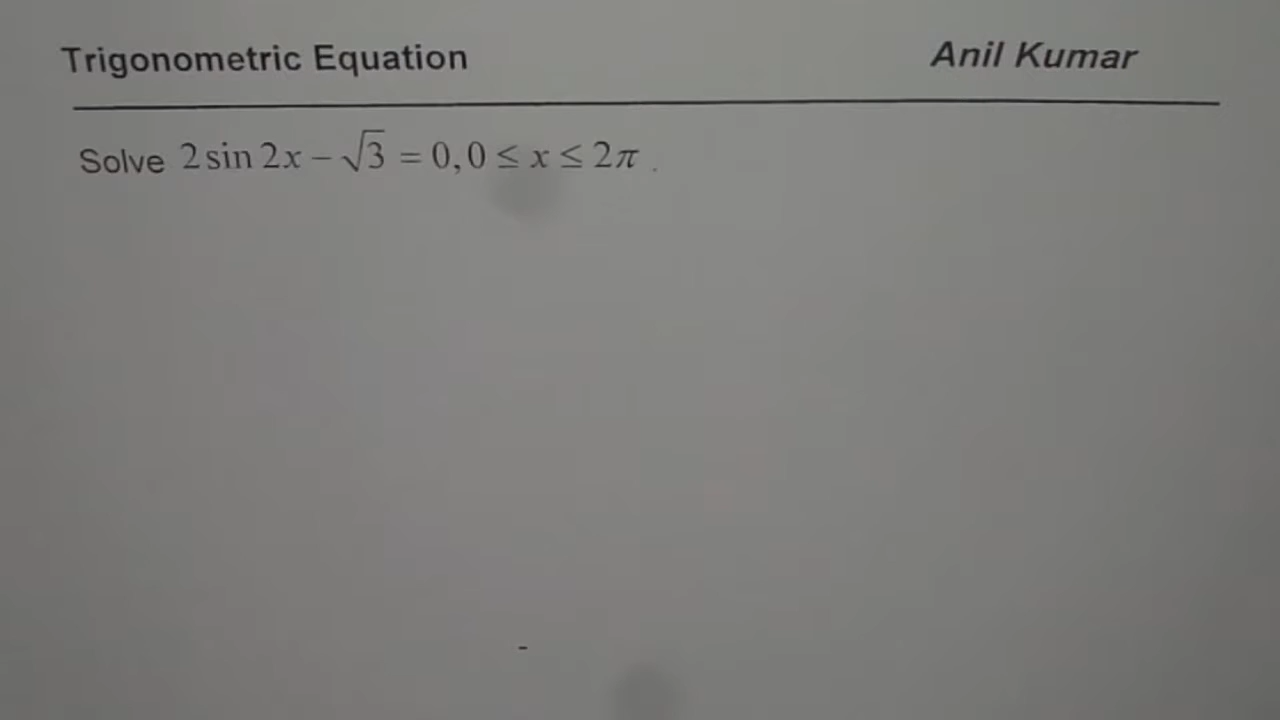 Trigonometric Equation Anil Kumar
Solve 2 sin 2x − √3 = 0, 0 ≤ x ≤ 2π .